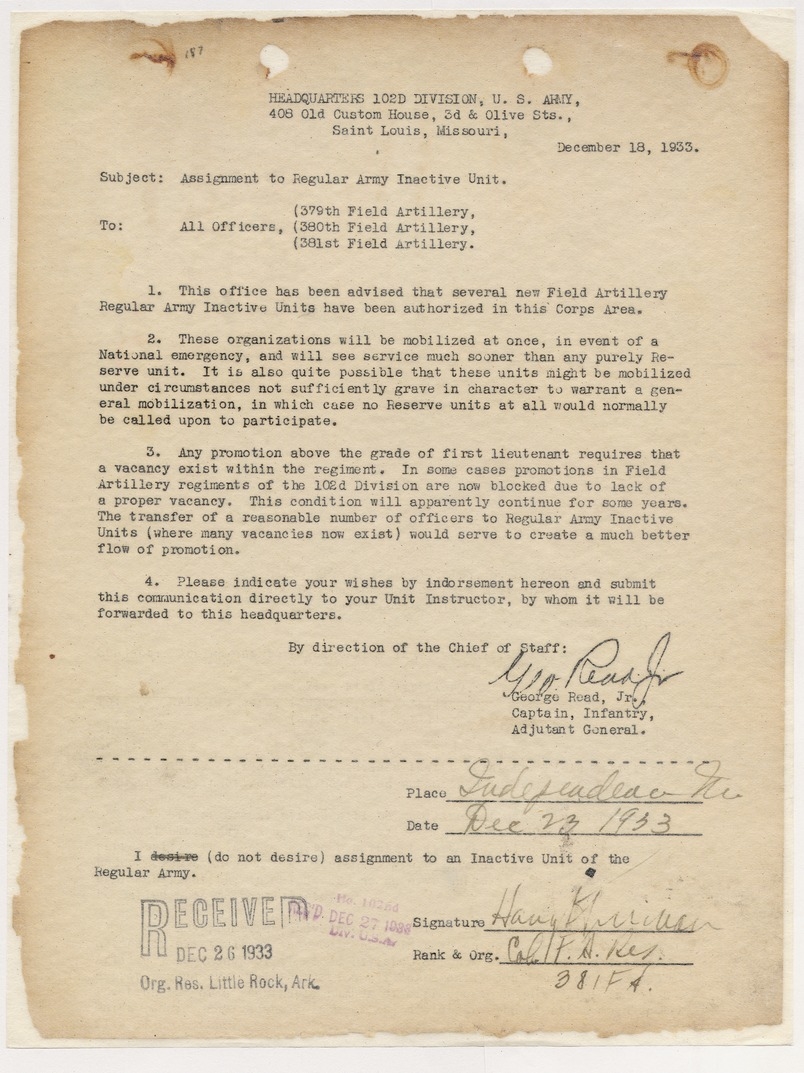 187
HEADQUARTERS 102D DIVISION, U. S. ARMY,
408 Old Custom House, 3d & Olive Sts.,
Saint Louis, Missouri,
December 18, 1933.
Subject: Assignment to Regular Army Inactive Unit.
(379th Field Artillery,
To: All Officers, (380th Field Artillery,
(381st Field Artillery.
1. This office has been advised that several new Field Artillery
Regular Army Inactive Units have been authorized in this Corps Area.
2. These organizations will be mobilized at once, in event of a
National emergency, and will see service much sooner than any purely Re-
serve unit. It is also quite possible that these units might be mobilized
under circumstances not sufficiently grave in character to warrant a gen-
eral mobilization, in which case no Reserve units at all would normally
be called upon to participate.
3. Any promotion above the grade of first lieutenant requires that
a vacancy exist within the regiment. In some cases promotions in Field
Artillery regiments of the 102d Division are now blocked due to lack of
a proper vacancy. This condition will apparently continue for some years.
The transfer of a reasonable number of officers to Regular Army Inactive
Units (where many vacancies now exist) would serve to create a much better
flow of promotion.
4. Please indicate your wishes by indorsement hereon and submit
this communication directly to your Unit Instructor, by whom it will be
forwarded to this headquarters.
By direction of the Chief of Staff:
Geo. Read Jr
George Read, Jr.,
Captain, Infantry,
Adjutant General.
Place Independence Mo
Date Dec 23 1933
I desire (do not desire) assignment to an Inactive Unit of the
Regular Army.
RECEIVED
DEC 26 1933
Org. Res. Little Rock, Ark.
Hq. 102nd
DEC 27 1933
DIV. U.S.A.
Signature Harry S Truman
Rank & Org. Col F. A. Res.
381 F A.